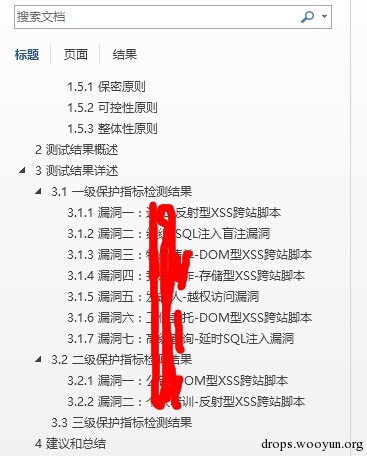 搜索文档
标题 页面 结果
1.5.1 保密原则
1.5.2 可控性原则
1.5.3 整体性原则
2 测试结果概述
3 测试结果详述
3.1 一级保护指标检测结果
3.1.1 漏洞一：反射型XSS跨站脚本
3.1.2 漏洞二：SQL注入盲注漏洞
3.1.3 漏洞三：-DOM型XSS跨站脚本
3.1.4 漏洞四：-存储型XSS跨站脚本
3.1.5 漏洞五：人-越权访问漏洞
3.1.6 漏洞六：托-DOM型XSS跨站脚本
3.1.7 漏洞七：询-延时SQL注入漏洞
3.2 二级保护指标检测结果
3.2.1 漏洞一：DOM型XSS跨站脚本
3.2.2 漏洞二：训-反射型XSS跨站脚本
3.3 三级保护指标检测结果
4 建议和总结
drops.wooyun.org